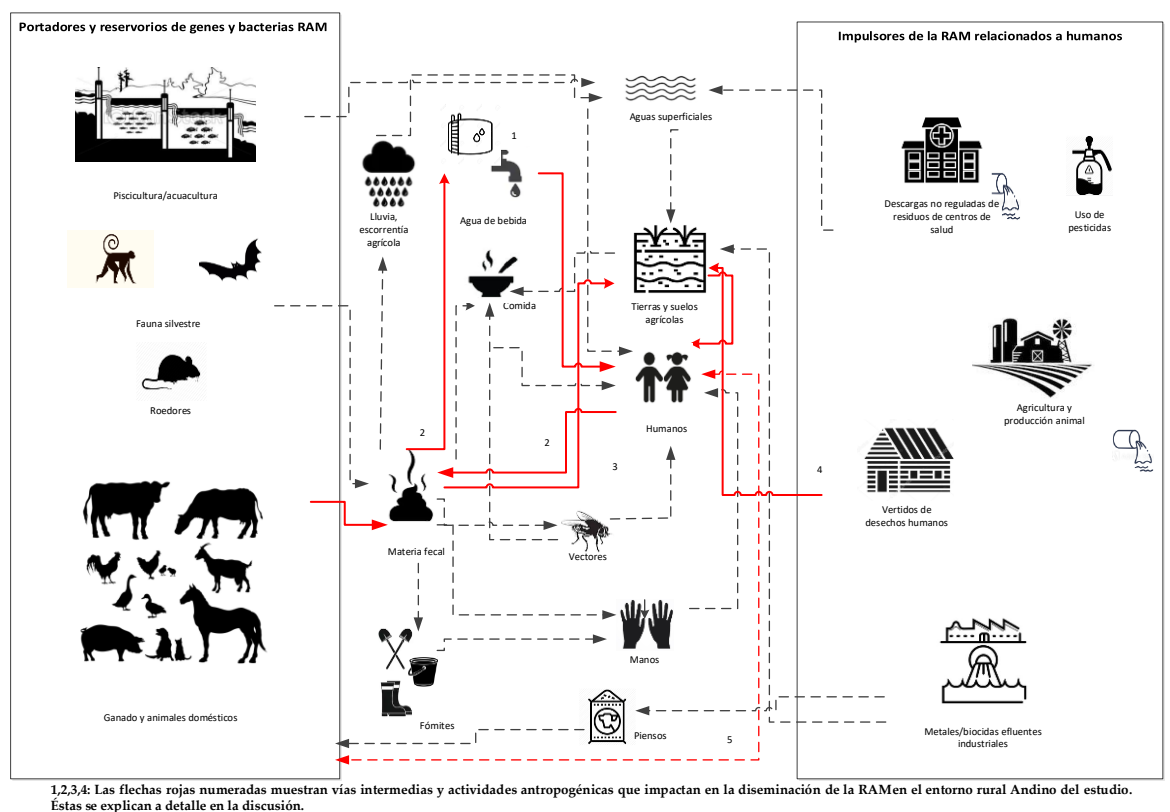 Portadores y reservorios de genes y bacterias RAM
Piscicultura/acuacultura
Fauna silvestre
Roedores
Ganado y animales domésticos
Lluvia,
escorrentía
agrícola
1
Agua de bebida
Comida
2
Materia fecal
Fómites
Aguas superficiales
Tierras y suelos
agrícolas
Humanos
2
3
Vectores
Manos
Piensos
5
4
Impulsores de la RAM relacionados a humanos
Descargas no reguladas de
residuos de centros de
salud
Uso de
pesticidas
Agricultura y
producción animal
Vertidos de
desechos humanos
Metales/biocidas efluentes
industriales
1,2,3,4: Las flechas rojas numeradas muestran vías intermedias y actividades antropogénicas que impactan en la diseminación de la RAMen el entorno rural Andino del estudio.
Éstas se explican a detalle en la discusión.